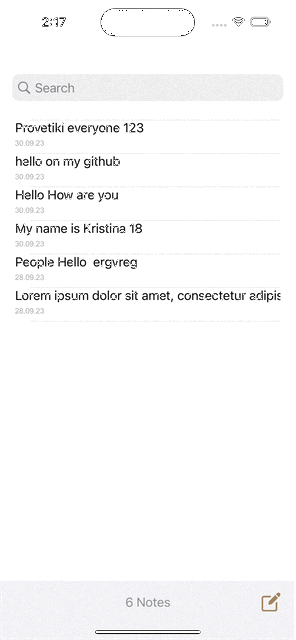 2:17
Search
Provetiki everyone 123
30.09.23
hello on my github
30.09.23
Hello How are you
30.09.23
My name is Kristina 18
30.09.23
People Hello  ergvreg
28.09.23
Lorem ipsum dolor sit amet, consectetur adipis
28.09.23
6 Notes